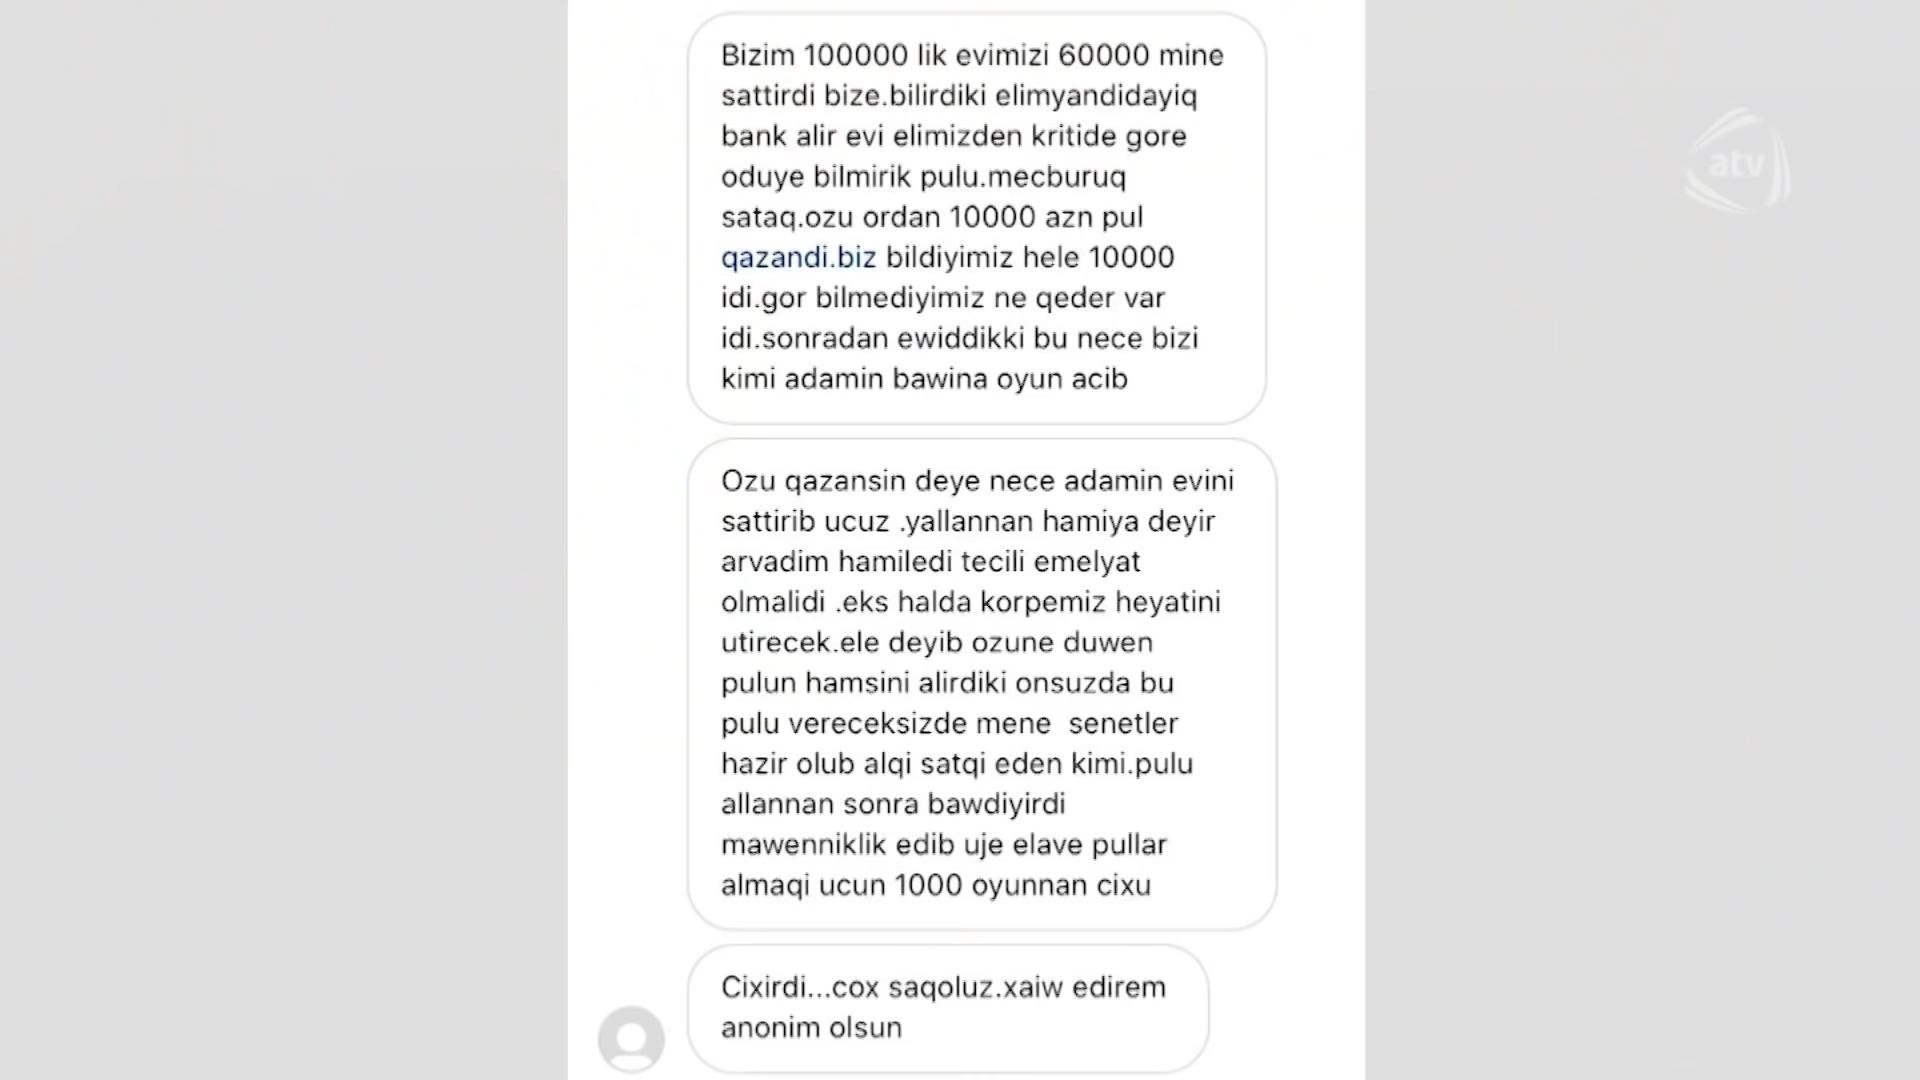 Bizim 100000 lik evimizi 60000 mine
sattirdi bize.bilirdiki elimyandidayiq
bank alir evi elimizden kritide gore
oduye bilmirik pulu.mecburuq
sataq.ozu ordan 10000 azn pul
qazandi.biz bildiyimiz hele 10000
idi.gor bilmediyimiz ne qeder var
idi.sonradan ewiddikki bu nece bizi
kimi adamin bawina oyun acib
Ozu qazansin deye nece adamin evini
sattirib ucuz .yallannan hamiya deyir
arvadim hamiledi tecili emelyat
olmalidi .eks halda korpemiz heyatini
utirecek.ele deyib ozune duwen
pulun hamsini alirdiki onsuzda bu
pulu vereceksizde mene  senetler
hazir olub alqi satqi eden kimi.pulu
allannan sonra bawdiyirdi
mawenniklik edib uje elave pullar
almaqi ucun 1000 oyunnan cixu
Cixirdi...cox saqoluz.xaiw edirem
anonim olsun
atv